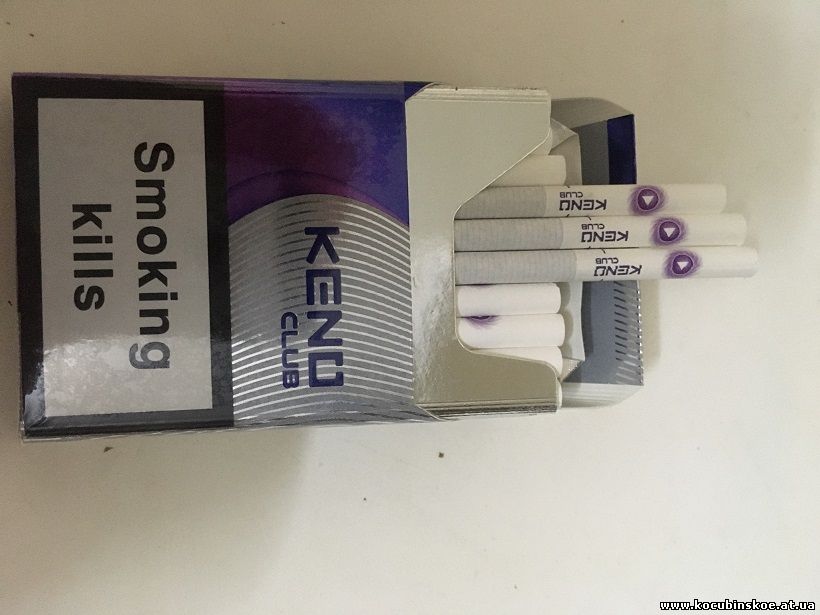 Smoking
kills
KENO
CLUB
KENO
CLUB
KENO
CLUB
KENO
CLUB
www.kocubinskoe.at.ua